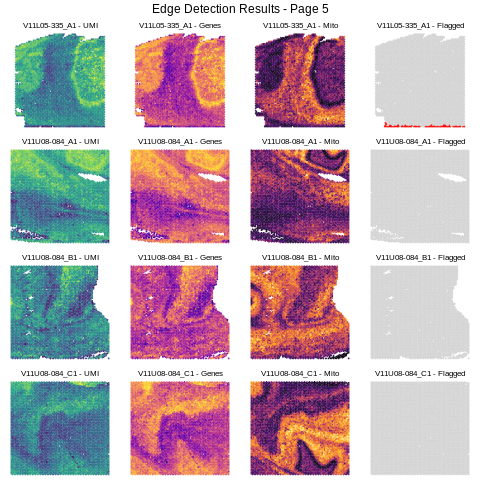 Edge Detection Results - Page 5
V11L05-335_A1 - UMI V11L05-335_A1 - Genes V11L05-335_A1 - Mito V11L05-335_A1 - Flagged
V11U08-084_A1 - UMI V11U08-084_A1 - Genes V11U08-084_A1 - Mito V11U08-084_A1 - Flagged
V11U08-084_B1 - UMI V11U08-084_B1 - Genes V11U08-084_B1 - Mito V11U08-084_B1 - Flagged
V11U08-084_C1 - UMI V11U08-084_C1 - Genes V11U08-084_C1 - Mito V11U08-084_C1 - Flagged